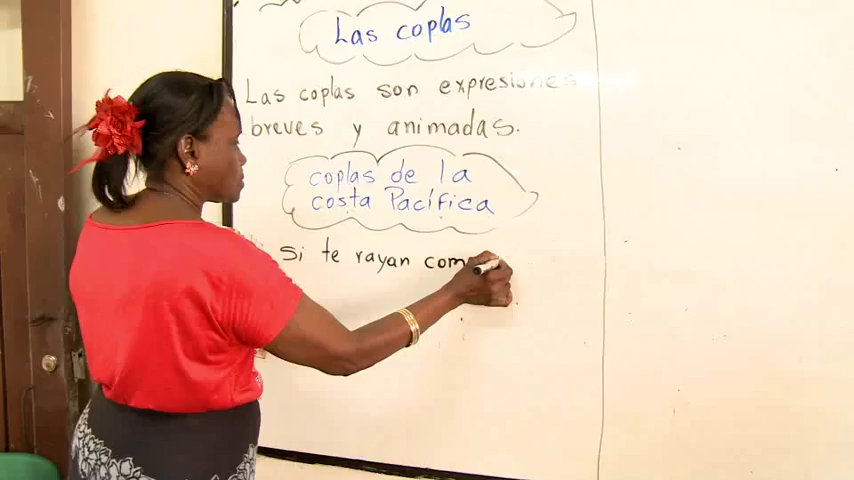 Las coplas
Las coplas son expresiones
breves y animadas.
coplas de la
costa Pacífica
si te rayan com